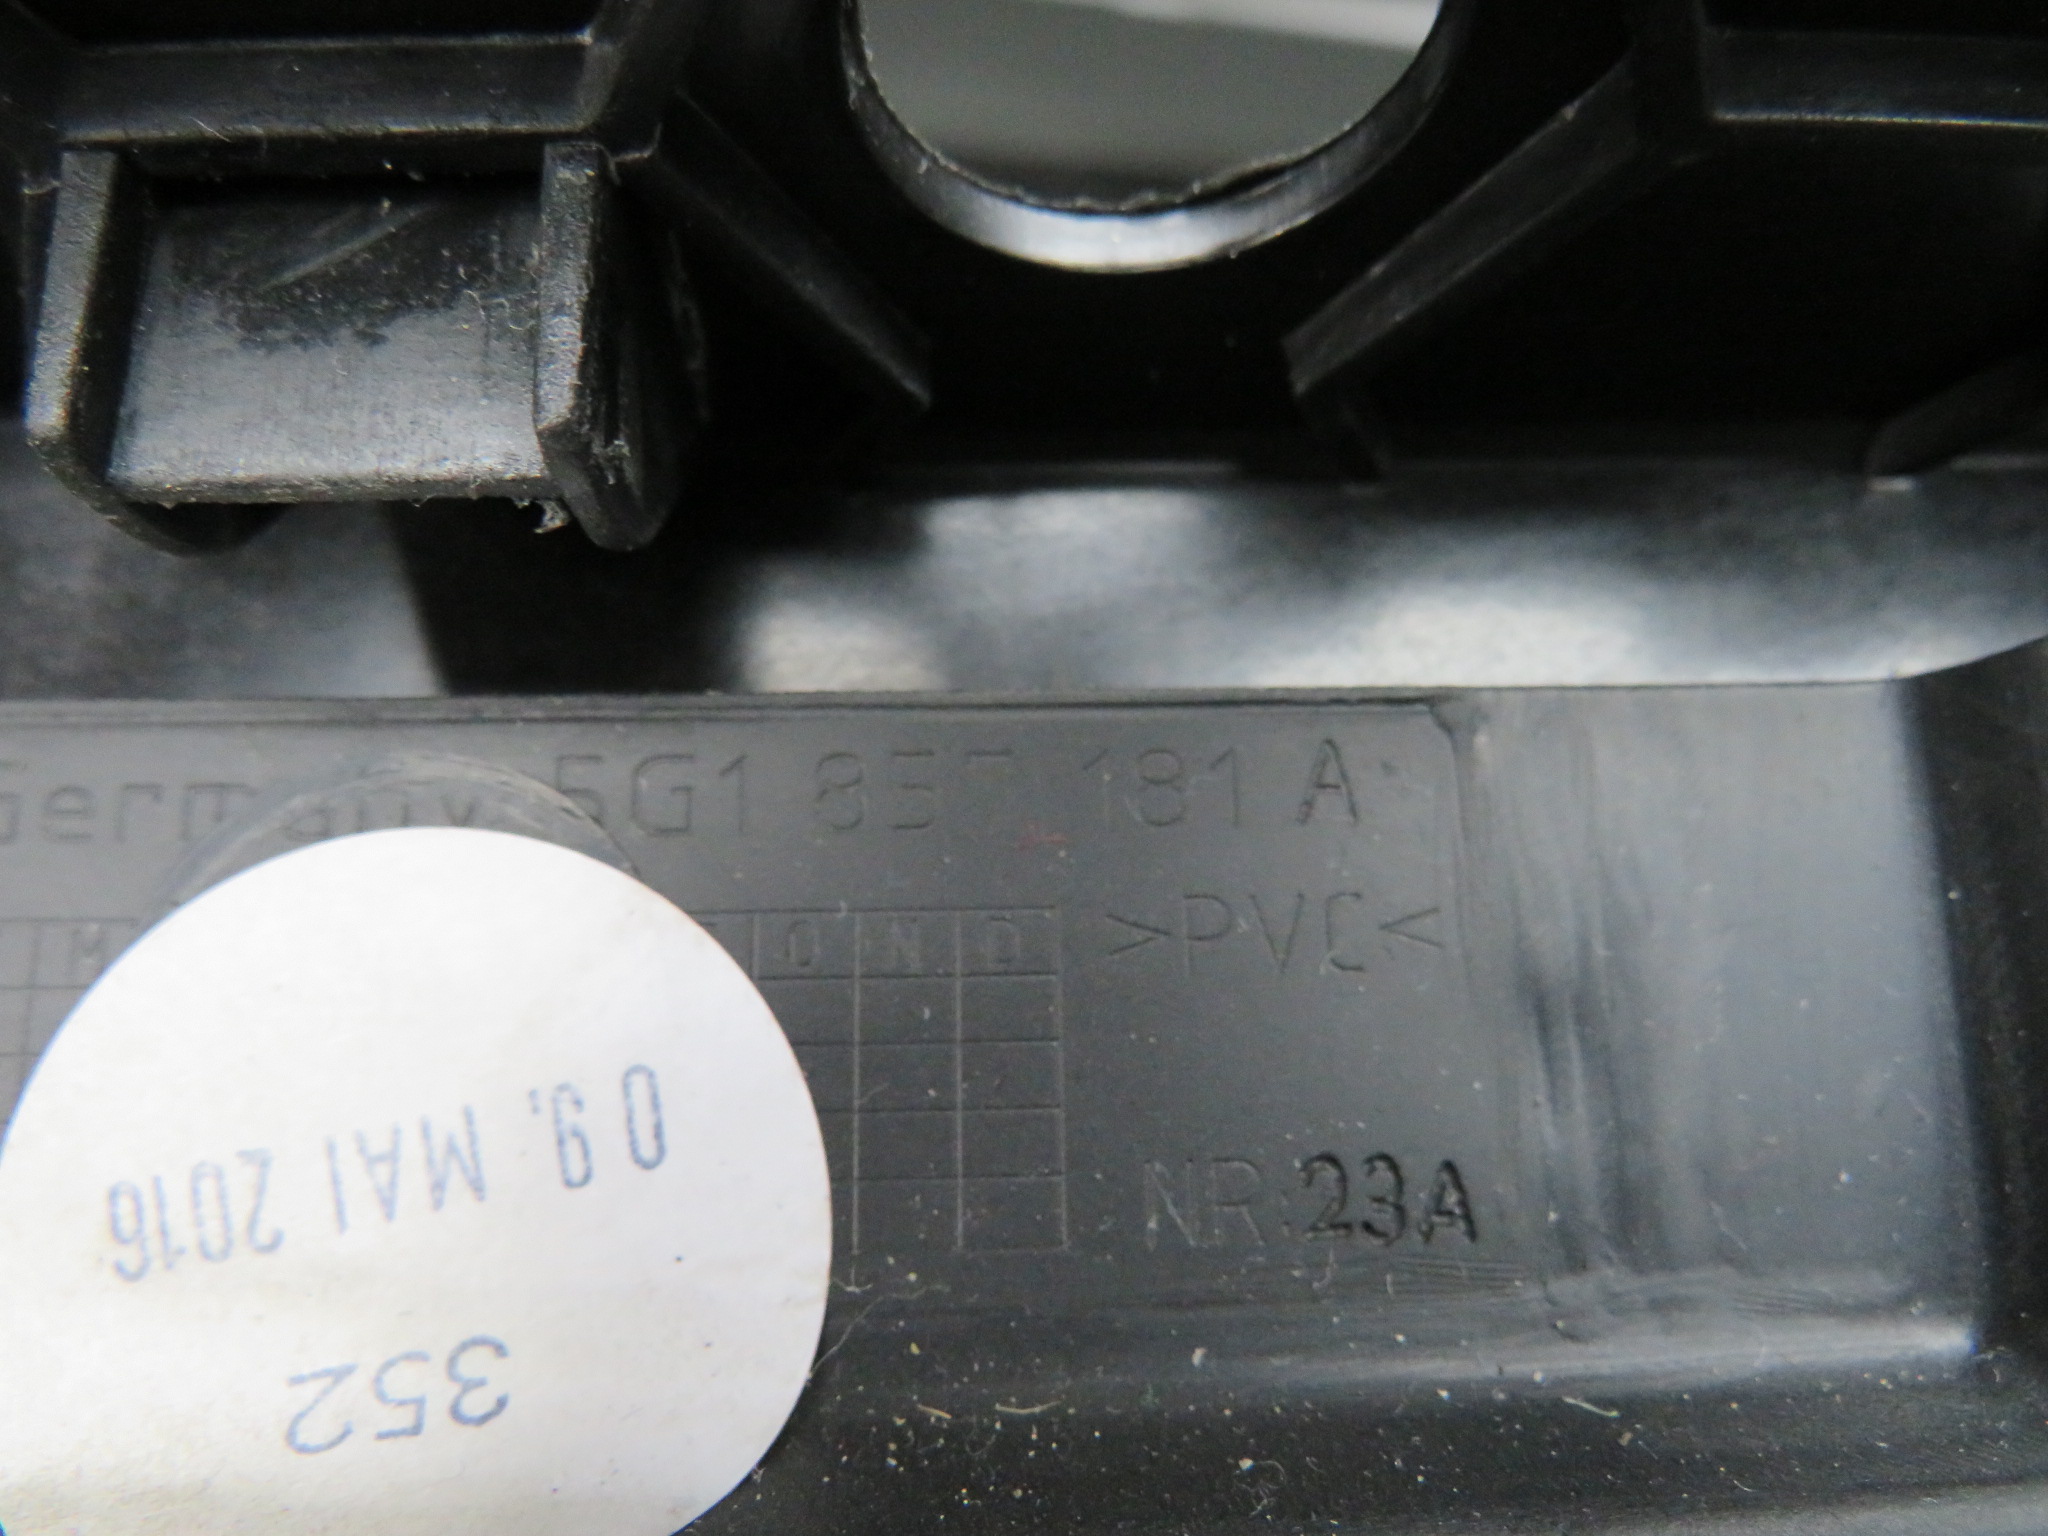 Germany 5G1 857 181 A
M O N D
>PVC<
NR. 23A
09. MAI 2016
352